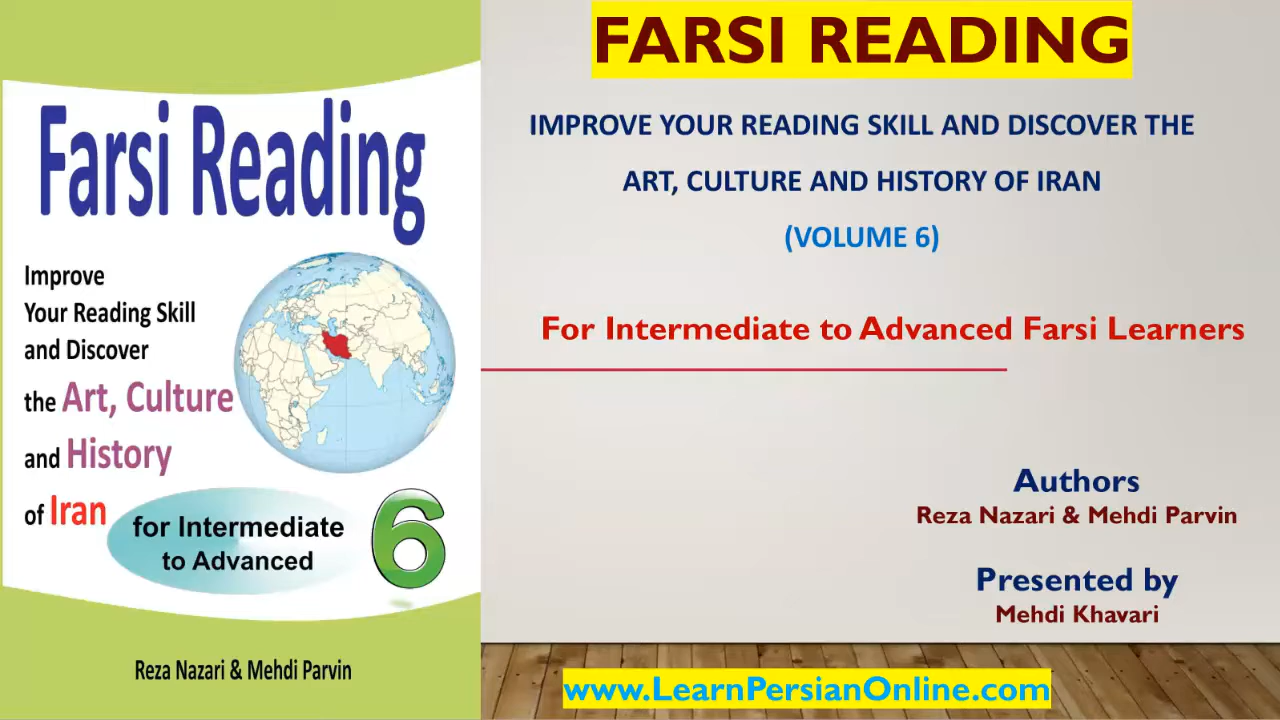 Farsi Reading
Improve
Your Reading Skill
and Discover
the Art, Culture
and History
of Iran
for Intermediate
to Advanced
6
Reza Nazari & Mehdi Parvin
FARSI READING
IMPROVE YOUR READING SKILL AND DISCOVER THE
ART, CULTURE AND HISTORY OF IRAN
(VOLUME 6)
For Intermediate to Advanced Farsi Learners
Authors
Reza Nazari & Mehdi Parvin
Presented by
Mehdi Khavari
www.LearnPersianOnline.com